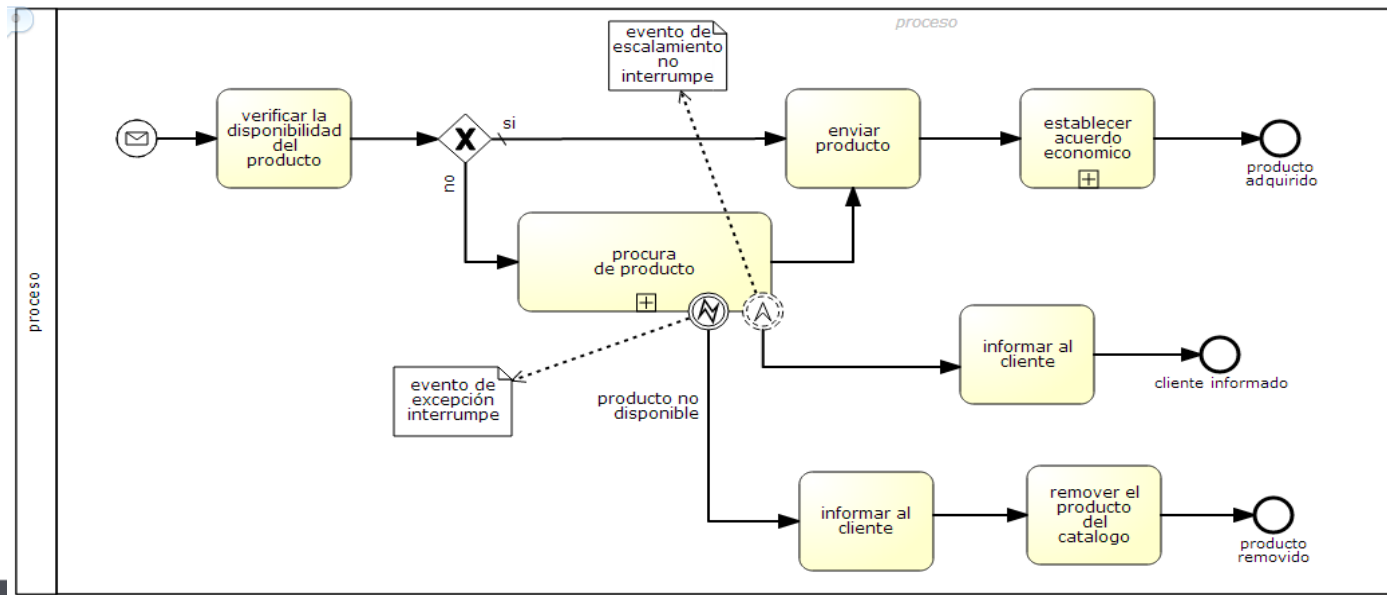 proceso
evento de
escalamiento
no
interrumpe
verificar la
disponibilidad
del
producto
X
si
enviar
producto
establecer
acuerdo
economico
producto
adquirido
no
procura
de producto
proceso
informar al
cliente
cliente informado
evento de
excepción
interrumpe
producto no
disponible
informar al
cliente
remover el
producto
del
catalogo
producto
removido